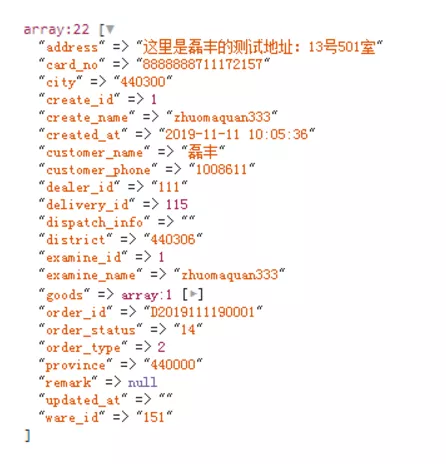 array:22 [▼
"address" => "这里是磊丰的测试地址：13号501室"
"card_no" => "8888888711172157"
"city" => "440300"
"create_id" => 1
"create_name" => "zhuomaquan333"
"created_at" => "2019-11-11 10:05:36"
"customer_name" => "磊丰"
"customer_phone" => "1008611"
"dealer_id" => "111"
"delivery_id" => 115
"dispatch_info" => ""
"district" => "440306"
"examine_id" => 1
"examine_name" => "zhuomaquan333"
"goods" => array:1 [▶]
"order_id" => "D2019111190001"
"order_status" => "14"
"order_type" => 2
"province" => "440000"
"remark" => null
"updated_at" => ""
"ware_id" => "151"
]